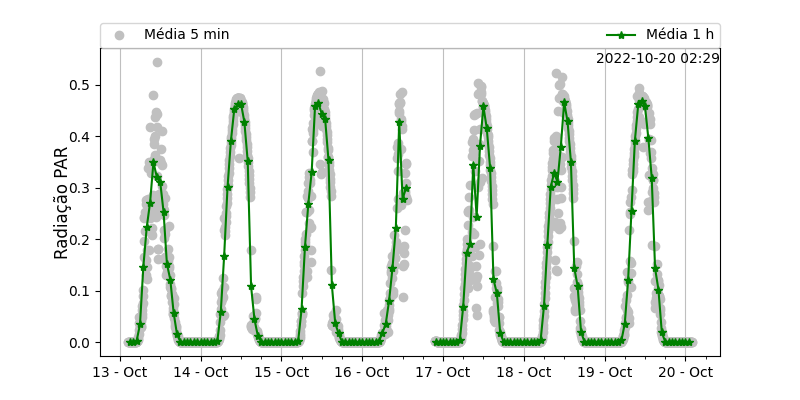 Média 5 min
Média 1 h
2022-10-20 02:29
Radiação PAR
0.5
0.4
0.3
0.2
0.1
0.0
13 - Oct
14 - Oct
15 - Oct
16 - Oct
17 - Oct
18 - Oct
19 - Oct
20 - Oct